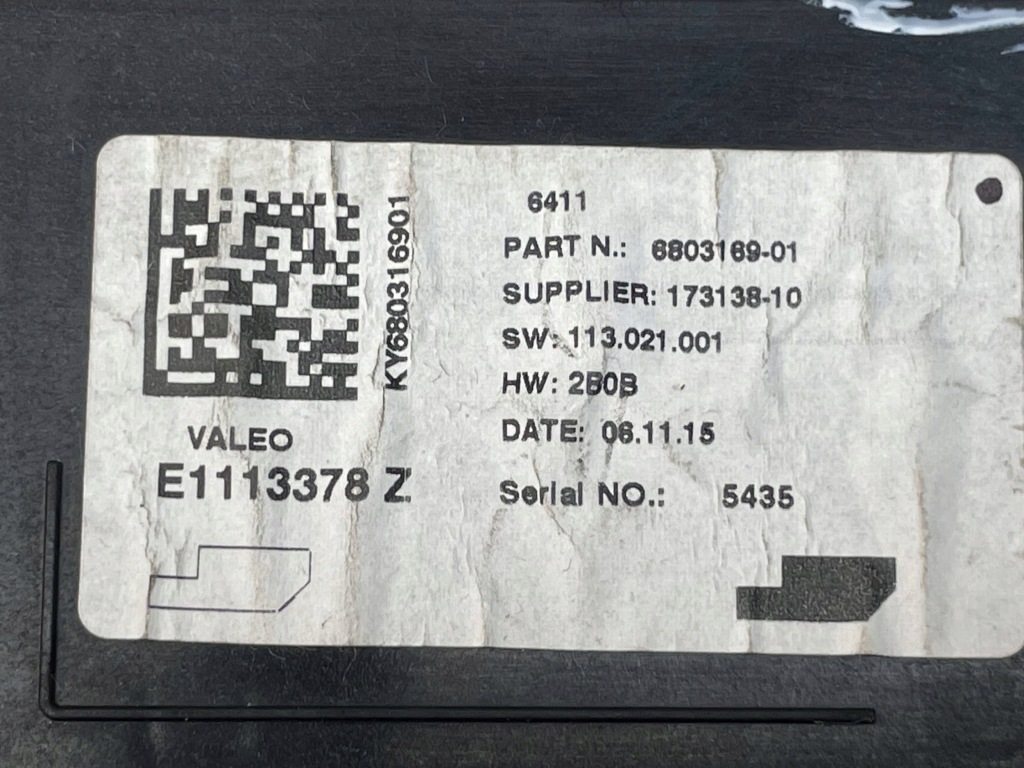 KY680316901
VALEO
E1113378 Z
6411
PART N.: 6803169-01
SUPPLIER: 173138-10
SW: 113.021.001
HW: 2B0B
DATE: 06.11.15
Serial NO.: 5435